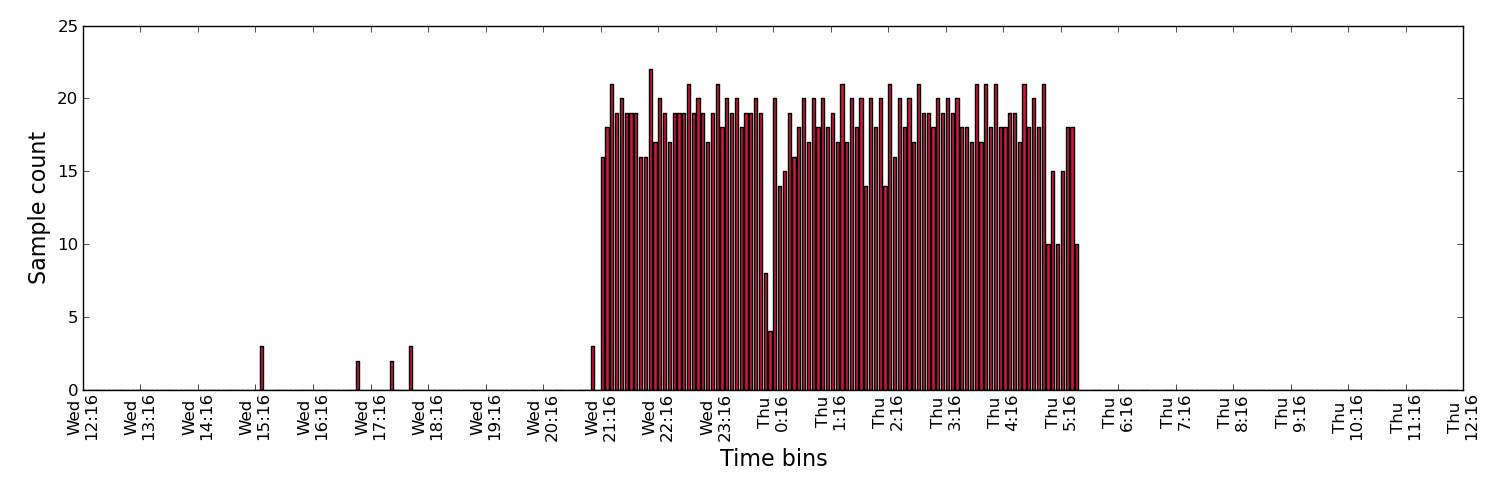 25
20
15
10
5
0
Sample count
Wed
12:16
Wed
13:16
Wed
14:16
Wed
15:16
Wed
16:16
Wed
17:16
Wed
18:16
Wed
19:16
Wed
20:16
Wed
21:16
Wed
22:16
Wed
23:16
Thu
0:16
Thu
1:16
Thu
2:16
Thu
3:16
Thu
4:16
Thu
5:16
Thu
6:16
Thu
7:16
Thu
8:16
Thu
9:16
Thu
10:16
Thu
11:16
Thu
12:16
Time bins